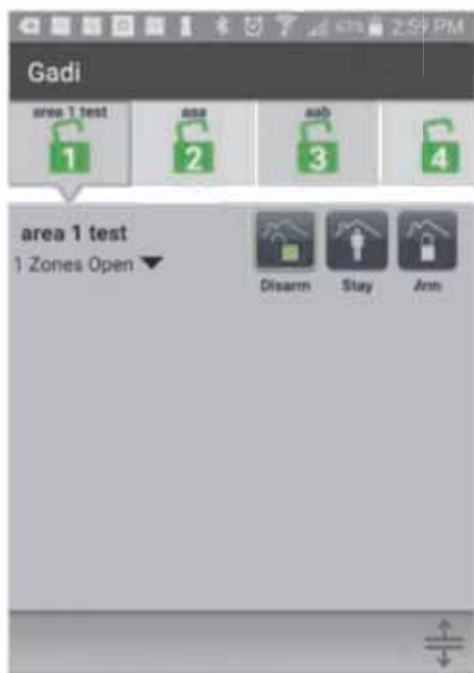 2:59 PM
Gadi
area 1 test
aaa
aab
1
2
3
4
area 1 test
1 Zones Open
Disarm
Stay
Arm